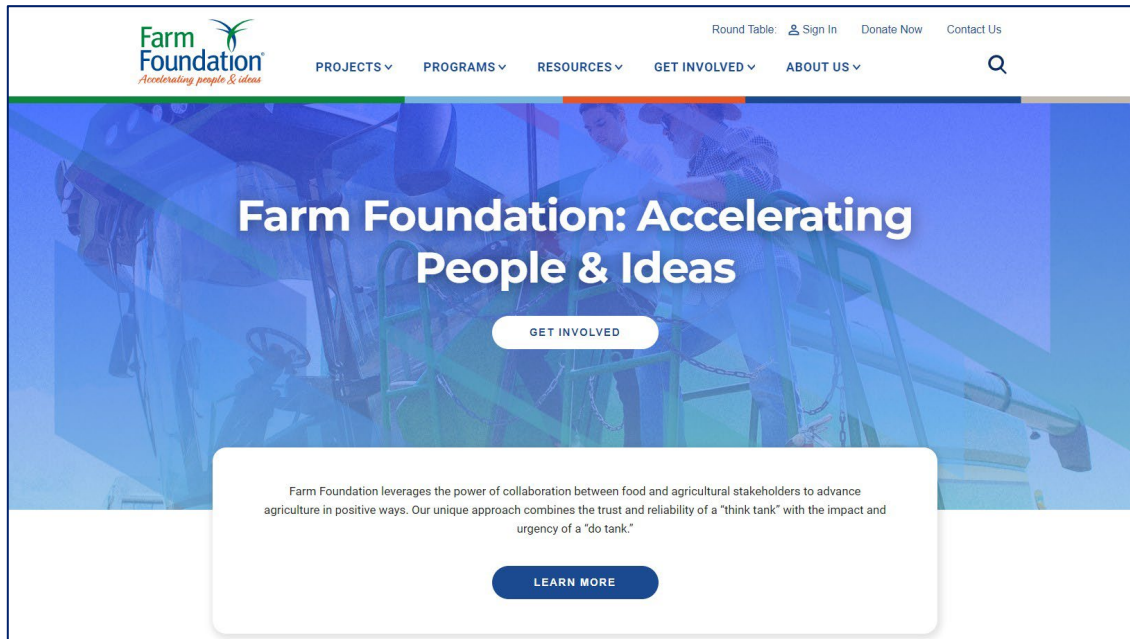 Farm
Foundation®
Accelerating people & ideas
Round Table: Sign In Donate Now Contact Us
PROJECTS PROGRAMS RESOURCES GET INVOLVED ABOUT US
Farm Foundation: Accelerating
People & Ideas
GET INVOLVED
Farm Foundation leverages the power of collaboration between food and agricultural stakeholders to advance
agriculture in positive ways. Our unique approach combines the trust and reliability of a “think tank” with the impact and
urgency of a “do tank.”
LEARN MORE